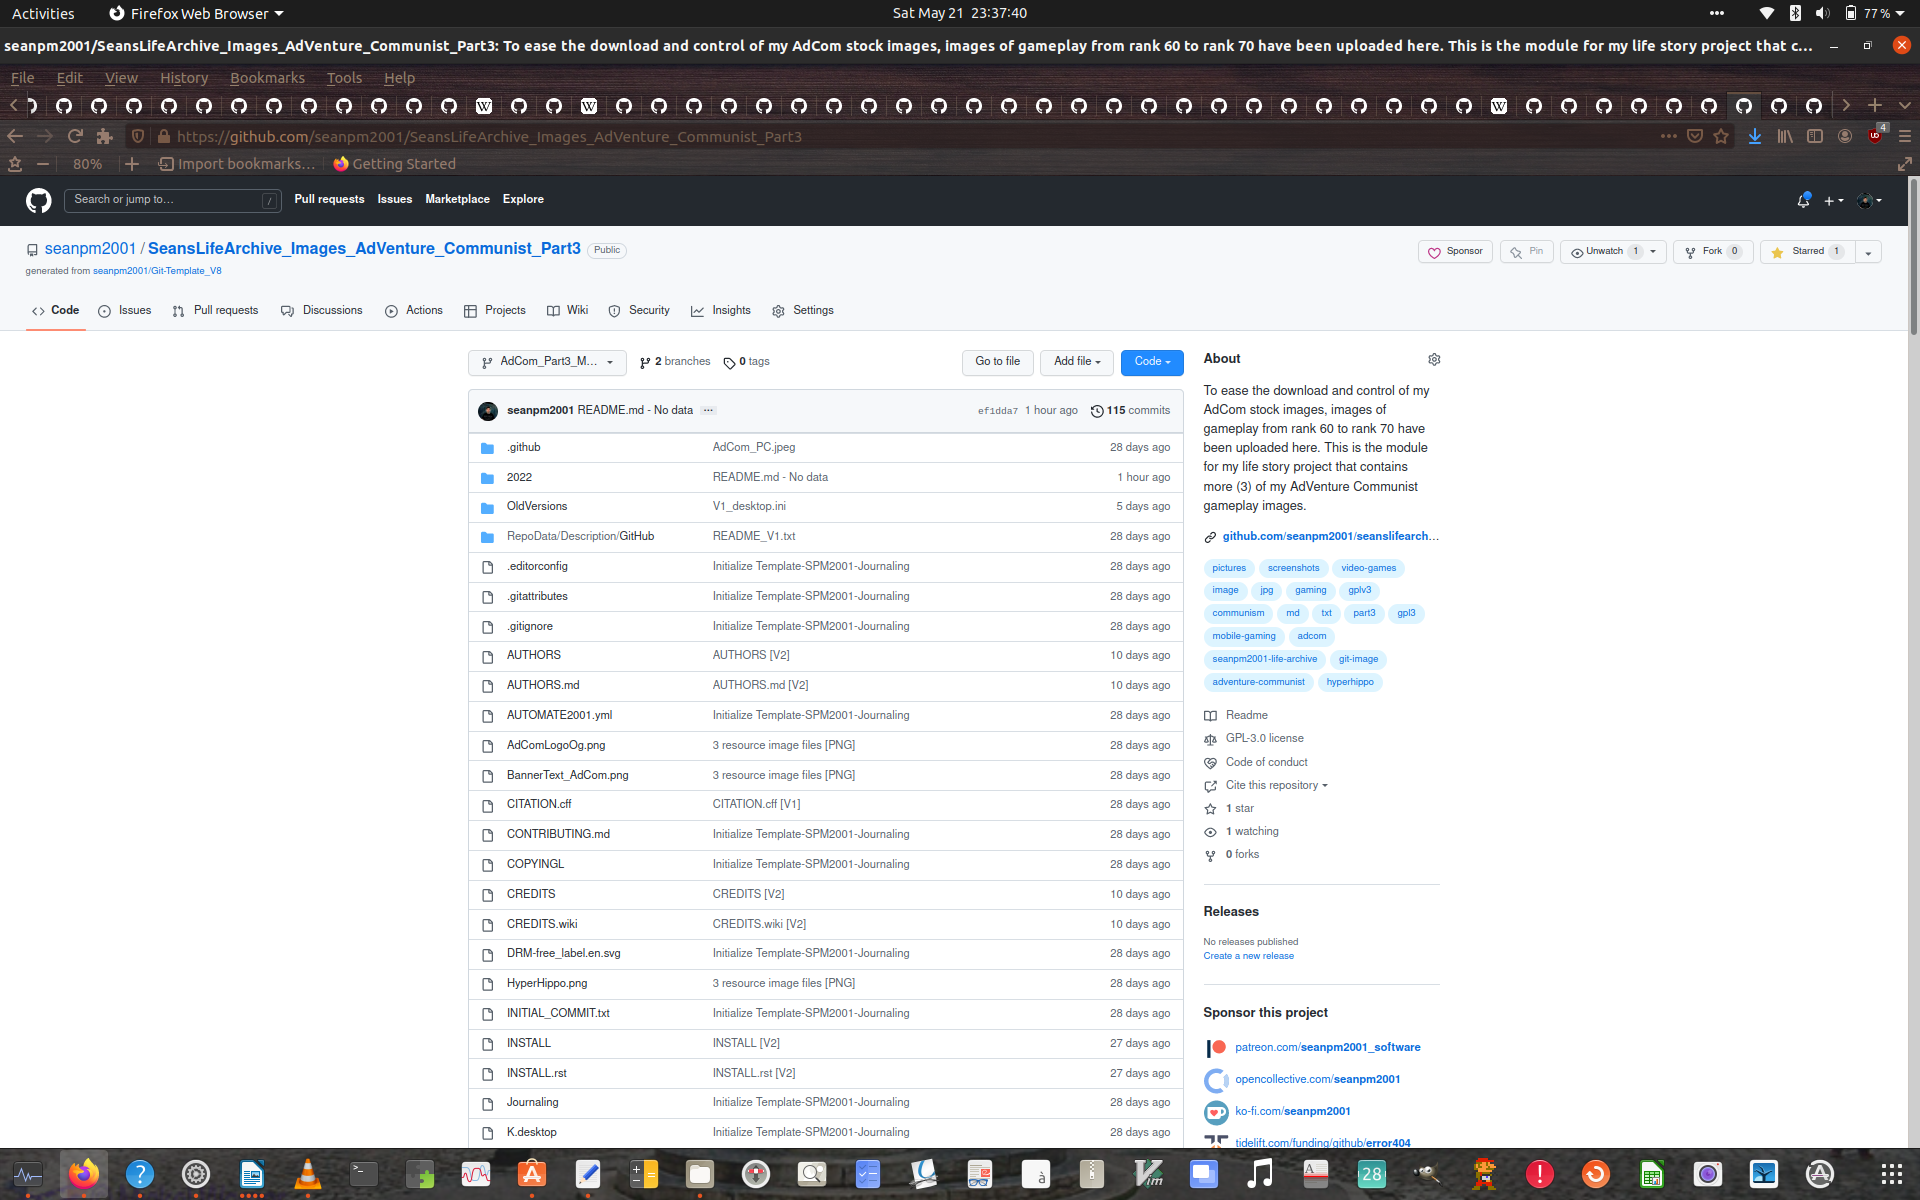 Activities Firefox Web Browser Sat May 21 23:37:40 77 %
seanpm2001/SeansLifeArchive_Images_AdVenture_Communist_Part3: To ease the download and control of my AdCom stock images, images of gameplay from rank 60 to rank 70 have been uploaded here. This is the module for my life story project that c...
File Edit View History Bookmarks Tools Help
https://github.com/seanpm2001/SeansLifeArchive_Images_AdVenture_Communist_Part3 4
80% Import bookmarks... Getting Started
Search or jump to... / Pull requests Issues Marketplace Explore
seanpm2001 / SeansLifeArchive_Images_AdVenture_Communist_Part3 Public
Sponsor Pin Unwatch 1 Fork 0 Starred 1
generated from seanpm2001/Git-Template_V8
Code Issues Pull requests Discussions Actions Projects Wiki Security Insights Settings
AdCom_Part3_M... 2 branches 0 tags Go to file Add file Code
seanpm2001 README.md - No data ... ef1dda7 1 hour ago 115 commits
.github AdCom_PC.jpeg 28 days ago
2022 README.md - No data 1 hour ago
OldVersions V1_desktop.ini 5 days ago
RepoData/Description/GitHub README_V1.txt 28 days ago
.editorconfig Initialize Template-SPM2001-Journaling 28 days ago
.gitattributes Initialize Template-SPM2001-Journaling 28 days ago
.gitignore Initialize Template-SPM2001-Journaling 28 days ago
AUTHORS AUTHORS [V2] 10 days ago
AUTHORS.md AUTHORS.md [V2] 10 days ago
AUTOMATE2001.yml Initialize Template-SPM2001-Journaling 28 days ago
AdComLogoOg.png 3 resource image files [PNG] 28 days ago
BannerText_AdCom.png 3 resource image files [PNG] 28 days ago
CITATION.cff CITATION.cff [V1] 28 days ago
CONTRIBUTING.md Initialize Template-SPM2001-Journaling 28 days ago
COPYINGL Initialize Template-SPM2001-Journaling 28 days ago
CREDITS CREDITS [V2] 10 days ago
CREDITS.wiki CREDITS.wiki [V2] 10 days ago
DRM-free_label.en.svg Initialize Template-SPM2001-Journaling 28 days ago
HyperHippo.png 3 resource image files [PNG] 28 days ago
INITIAL_COMMIT.txt Initialize Template-SPM2001-Journaling 28 days ago
INSTALL INSTALL [V2] 27 days ago
INSTALL.rst INSTALL.rst [V2] 27 days ago
Journaling Initialize Template-SPM2001-Journaling 28 days ago
K.desktop Initialize Template-SPM2001-Journaling 28 days ago
About
To ease the download and control of my
AdCom stock images, images of
gameplay from rank 60 to rank 70 have
been uploaded here. This is the module
for my life story project that contains
more (3) of my AdVenture Communist
gameplay images.
github.com/seanpm2001/seanslifearch...
pictures screenshots video-games
image jpg gaming gplv3
communism md txt part3 gpl3
mobile-gaming adcom
seanpm2001-life-archive git-image
adventure-communist hyperhippo
Readme
GPL-3.0 license
Code of conduct
Cite this repository
1 star
1 watching
0 forks
Releases
No releases published
Create a new release
Sponsor this project
patreon.com/seanpm2001_software
opencollective.com/seanpm2001
ko-fi.com/seanpm2001
tidelift.com/funding/github/error404
28